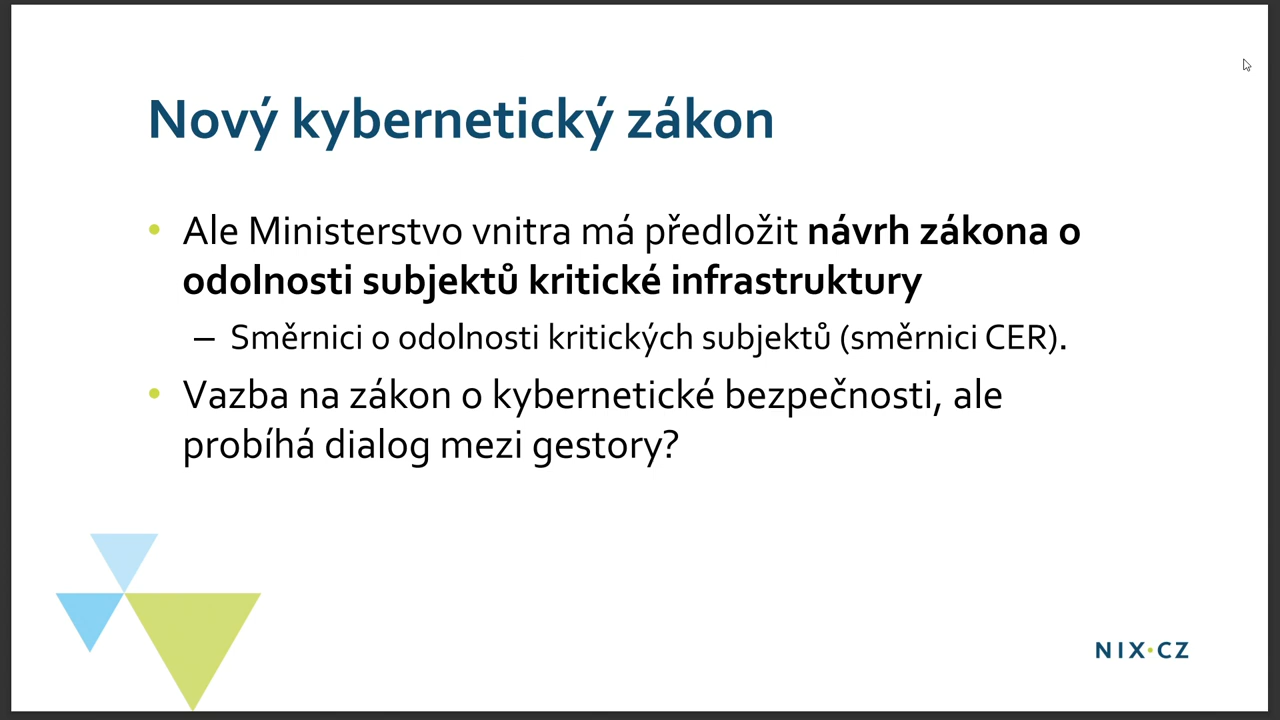 Nový kybernetický zákon
• Ale Ministerstvo vnitra má předložit návrh zákona o
odolnosti subjektů kritické infrastruktury
– Směrnici o odolnosti kritických subjektů (směrnici CER).
• Vazba na zákon o kybernetické bezpečnosti, ale
probíhá dialog mezi gestory?
NIX•CZ